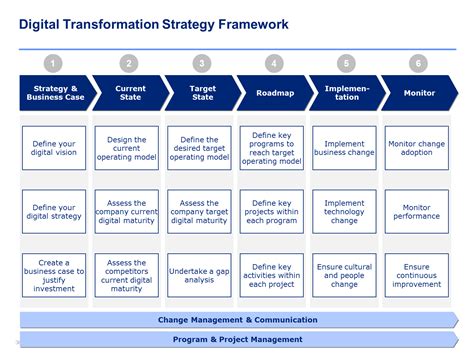 Digital Transformation Strategy Framework
1 2 3 4 5 6
Strategy &
Business Case
Current
State
Target
State
Roadmap
Implemen-
tation
Monitor
Define your
digital vision
Design the
current
operating model
Define the
desired target
operating model
Define key
programs to
reach target
operating model
Implement
business change
Monitor change
adoption
Define your
digital strategy
Assess the
company current
digital maturity
Assess the
company target
digital maturity
Define key
projects within
each program
Implement
technology
change
Monitor
performance
Create a
business case to
justify
investment
Assess the
competitors
current digital
maturity
Undertake a gap
analysis
Define key
activities within
each project
Ensure cultural
and people
change
Ensure
continuous
improvement
Change Management & Communication
Program & Project Management